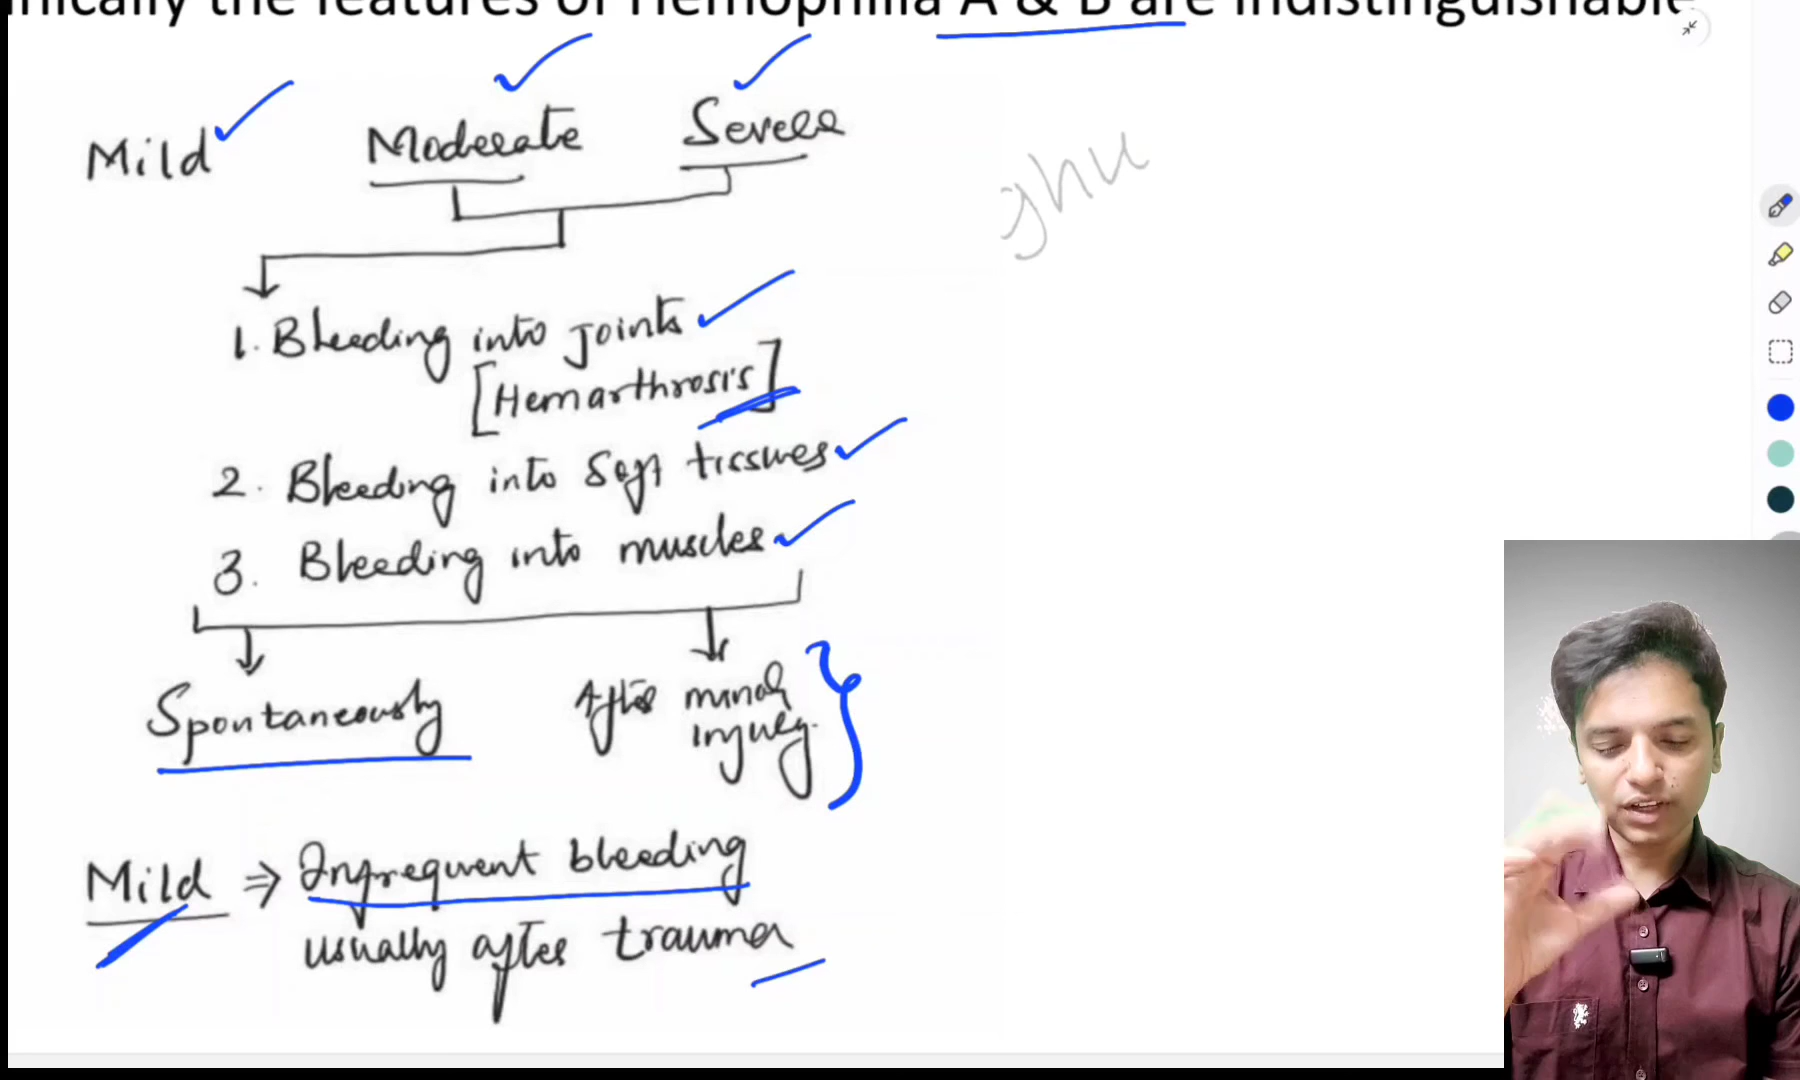 nically the features of Hemophilia A & B are indistinguishable
Mild Moderate Severe
1. Bleeding into joints
[Hemarthrosis]
2. Bleeding into Soft tissues
3. Bleeding into muscles
Spontaneously After minor
injury.
Mild ⇒ Infrequent bleeding
usually after trauma
ghu